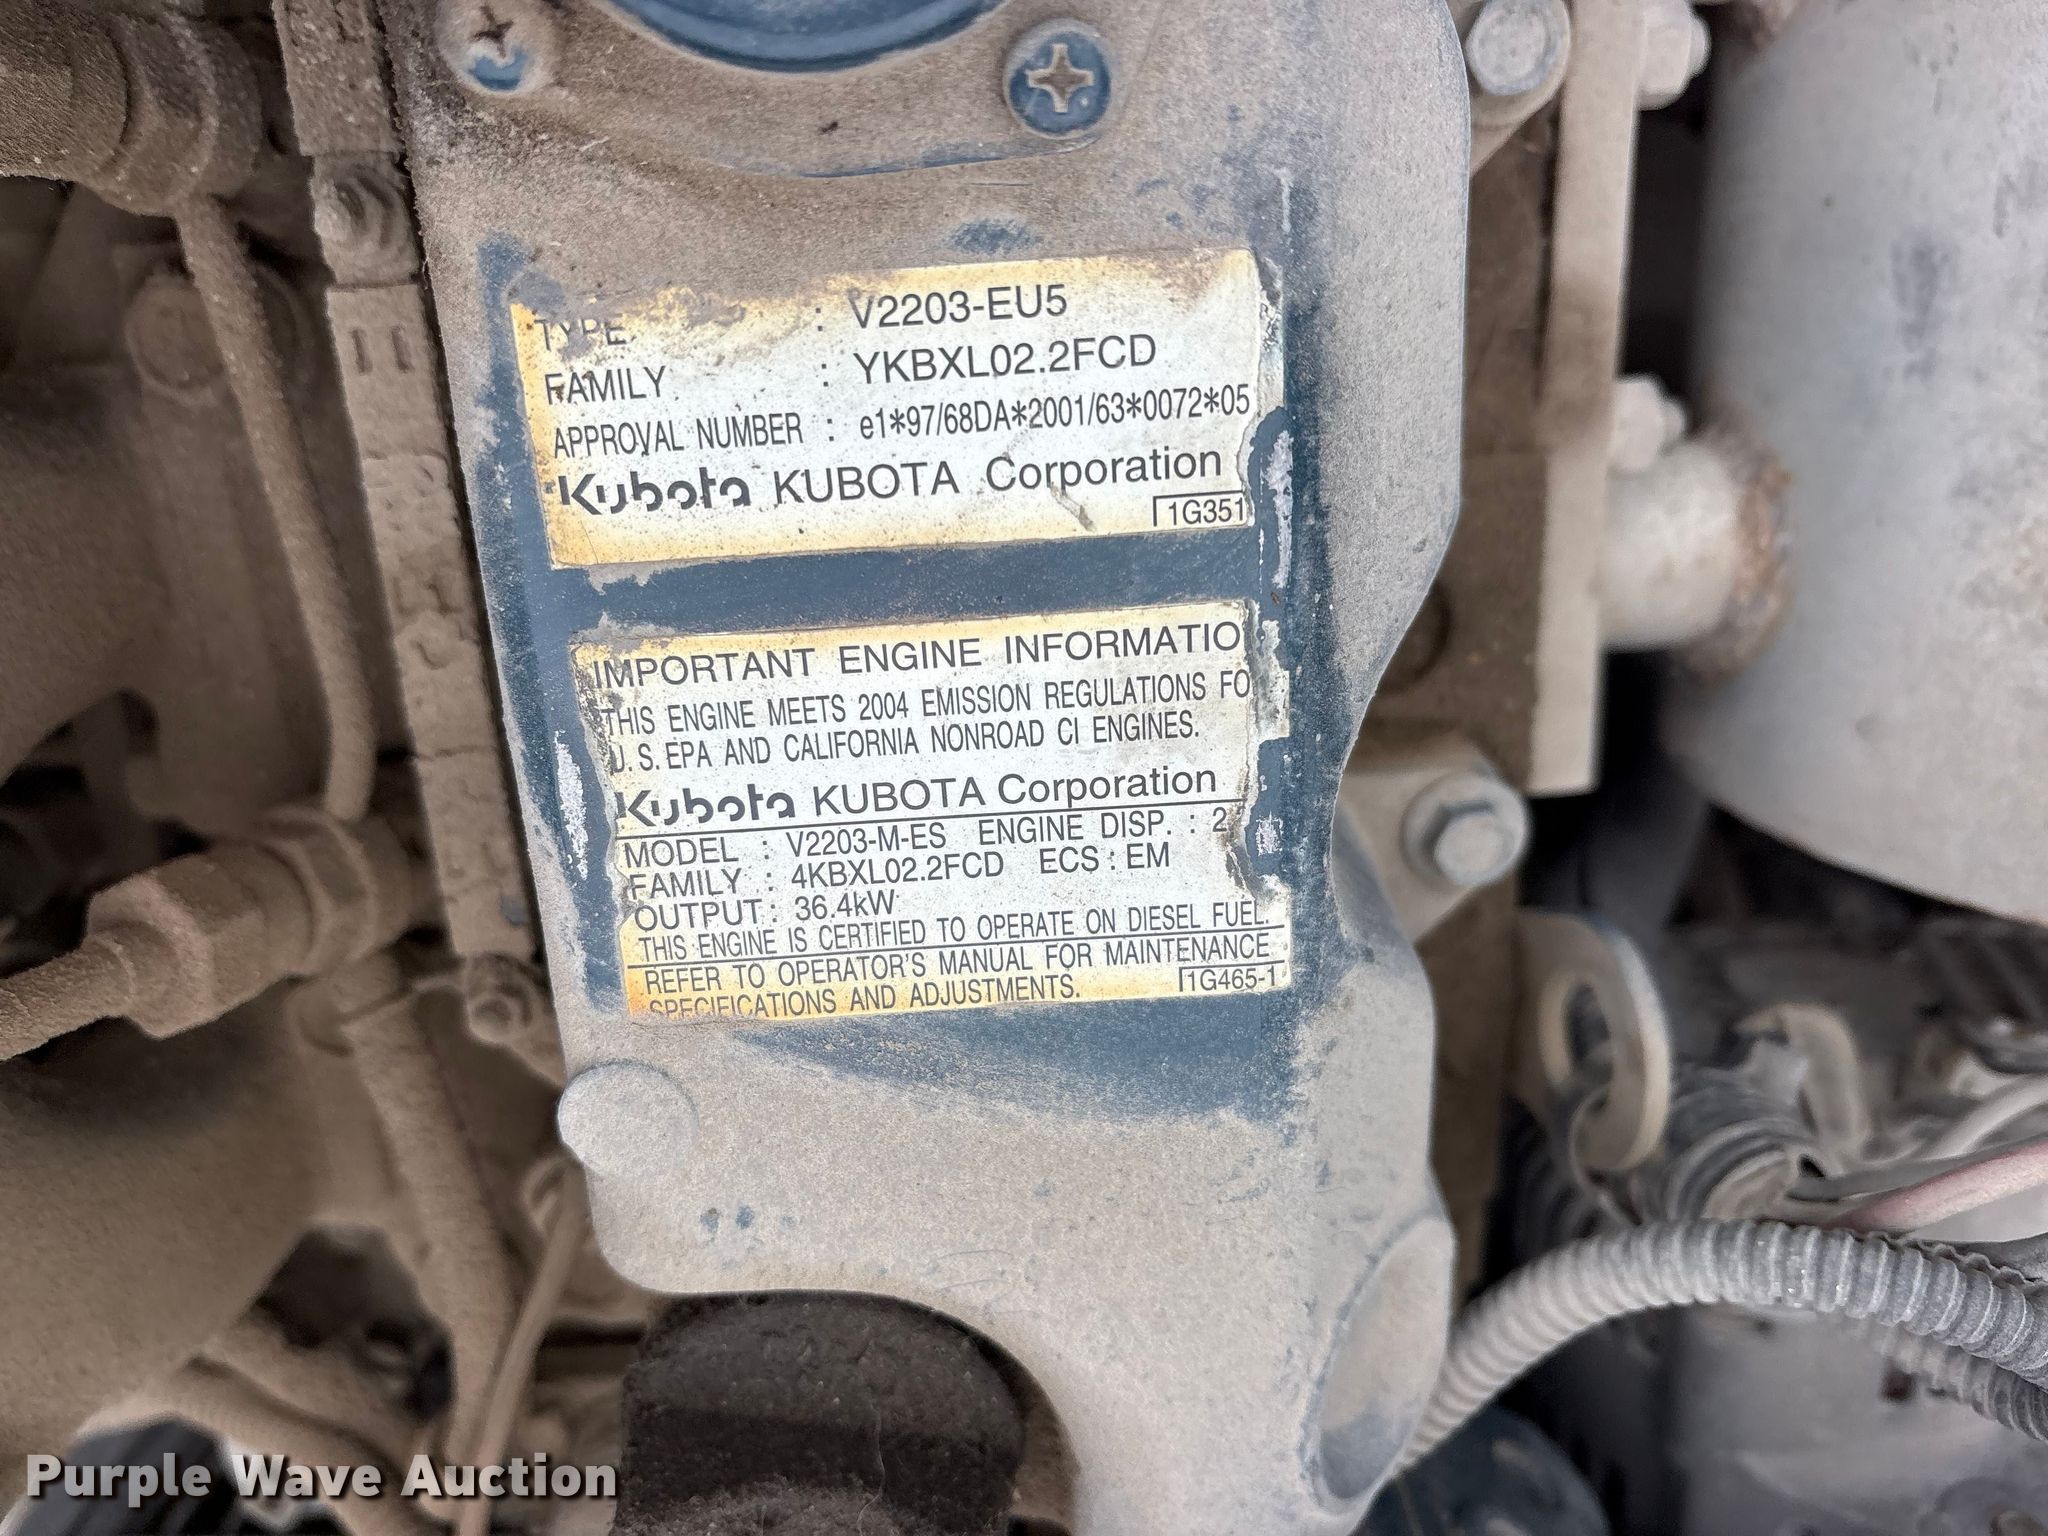 TYPE : V2203-EU5
FAMILY : YKBXL02.2FCD
APPROVAL NUMBER : e1*97/68DA*2001/63*0072*05
Kubota KUBOTA Corporation
1G351
IMPORTANT ENGINE INFORMATIO
THIS ENGINE MEETS 2004 EMISSION REGULATIONS FO
U.S.EPA AND CALIFORNIA NONROAD CI ENGINES.
Kubota KUBOTA Corporation
MODEL : V2203-M-ES ENGINE DISP. : 2
FAMILY : 4KBXL02.2FCD ECS : EM
OUTPUT : 36.4kW
THIS ENGINE IS CERTIFIED TO OPERATE ON DIESEL FUEL.
REFER TO OPERATOR'S MANUAL FOR MAINTENANCE
SPECIFICATIONS AND ADJUSTMENTS.
1G465-1
Purple Wave Auction